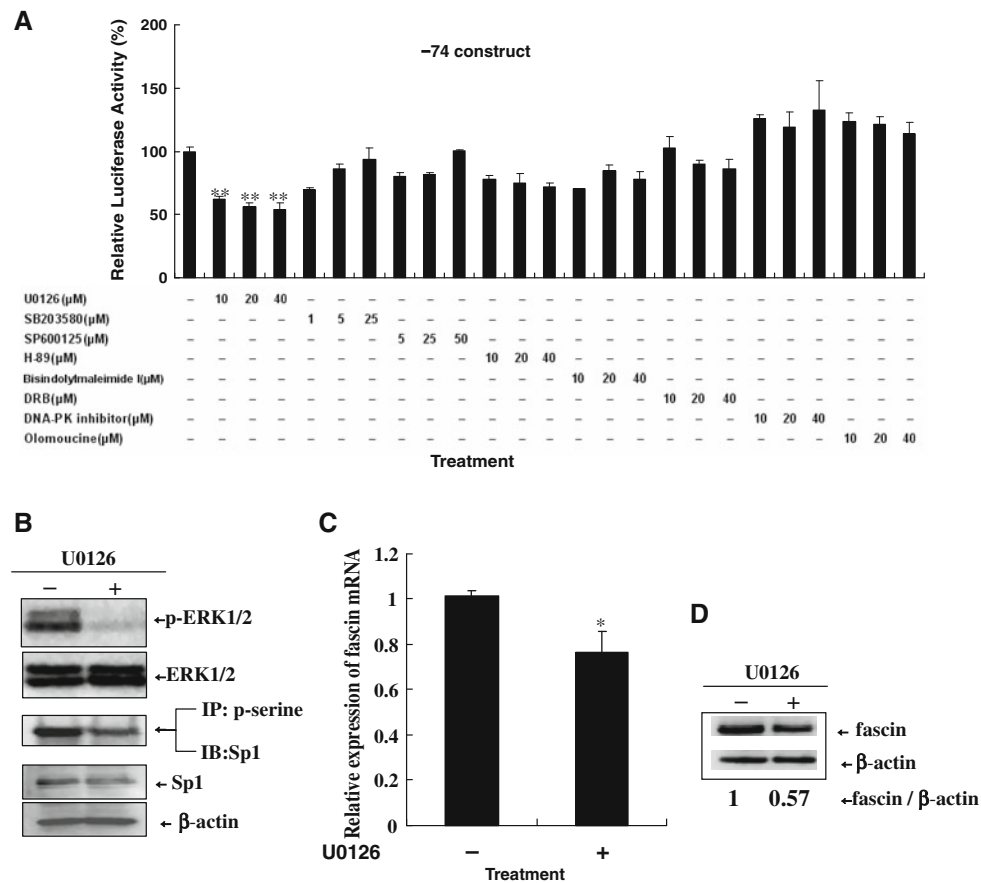 A
Relative Luciferase Activity (%)
200
150
100
50
0
−74 construct
** ** **
U0126(µM) – 10 20 40 – – – – – – – – – – – – – – – – – – – – –
SB203580(µM) – – – – 1 5 25 – – – – – – – – – – – – – – – – – –
SP600125(µM) – – – – – – – 5 25 50 – – – – – – – – – – – – – – –
H-89(µM) – – – – – – – – – – 10 20 40 – – – – – – – – – – – –
Bisindolylmaleimide I(µM) – – – – – – – – – – – – – 10 20 40 – – – – – – – – –
DRB(µM) – – – – – – – – – – – – – – – – 10 20 40 – – – – – –
DNA-PK inhibitor(µM) – – – – – – – – – – – – – – – – – – – 10 20 40 – – –
Olomoucine(µM) – – – – – – – – – – – – – – – – – – – – – – 10 20 40
Treatment
B
U0126
– +
←p-ERK1/2
←ERK1/2
IP: p-serine
IB:Sp1
←Sp1
← β-actin
C
Relative expression of fascin mRNA
1.2
1
0.8
0.6
0.4
0.2
0
*
U0126 – +
Treatment
D
U0126
– +
← fascin
← β-actin
1 0.57 ←fascin / β-actin